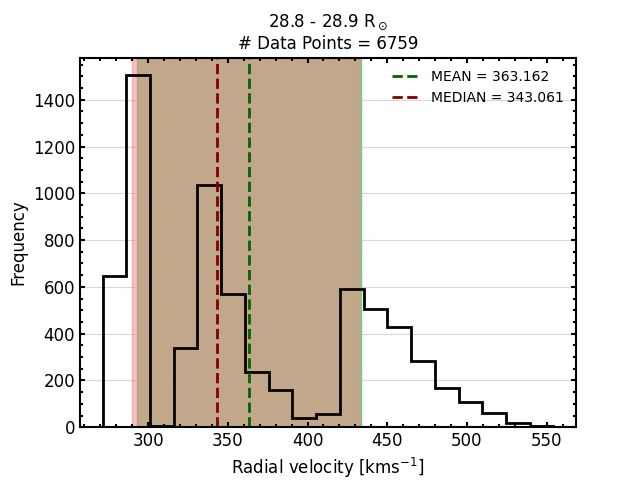 28.8 - 28.9 R⊙
# Data Points = 6759
MEAN = 363.162
MEDIAN = 343.061
Frequency
1400
1200
1000
800
600
400
200
0
300 350 400 450 500 550
Radial velocity [kms⁻¹]